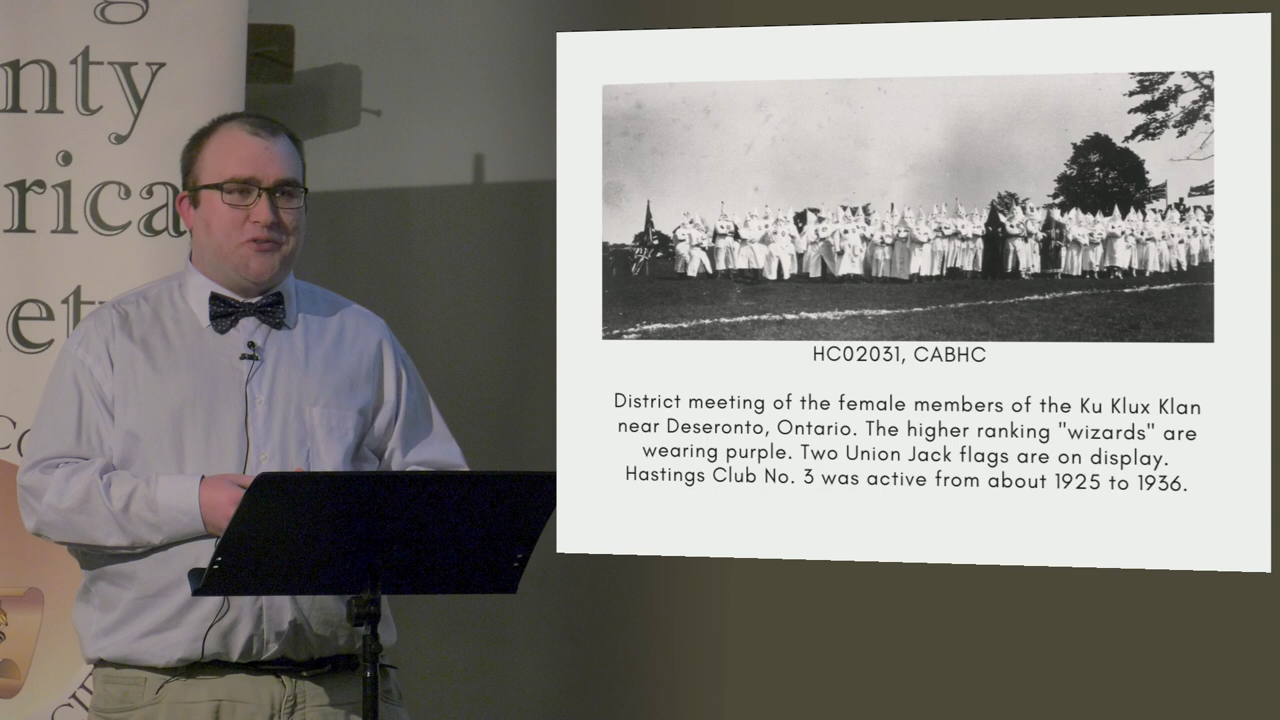 nty
rica
HC02031, CABHC
District meeting of the female members of the Ku Klux Klan
near Deseronto, Ontario. The higher ranking "wizards" are
wearing purple. Two Union Jack flags are on display.
Hastings Club No. 3 was active from about 1925 to 1936.